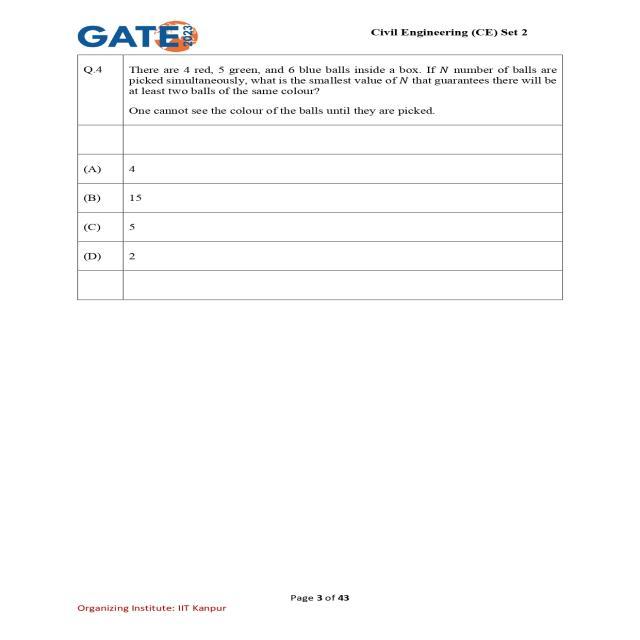 GATE 2023
Civil Engineering (CE) Set 2
Q.4 There are 4 red, 5 green, and 6 blue balls inside a box. If N number of balls are
picked simultaneously, what is the smallest value of N that guarantees there will be
at least two balls of the same colour?
One cannot see the colour of the balls until they are picked.
(A) 4
(B) 15
(C) 5
(D) 2
Page 3 of 43
Organizing Institute: IIT Kanpur